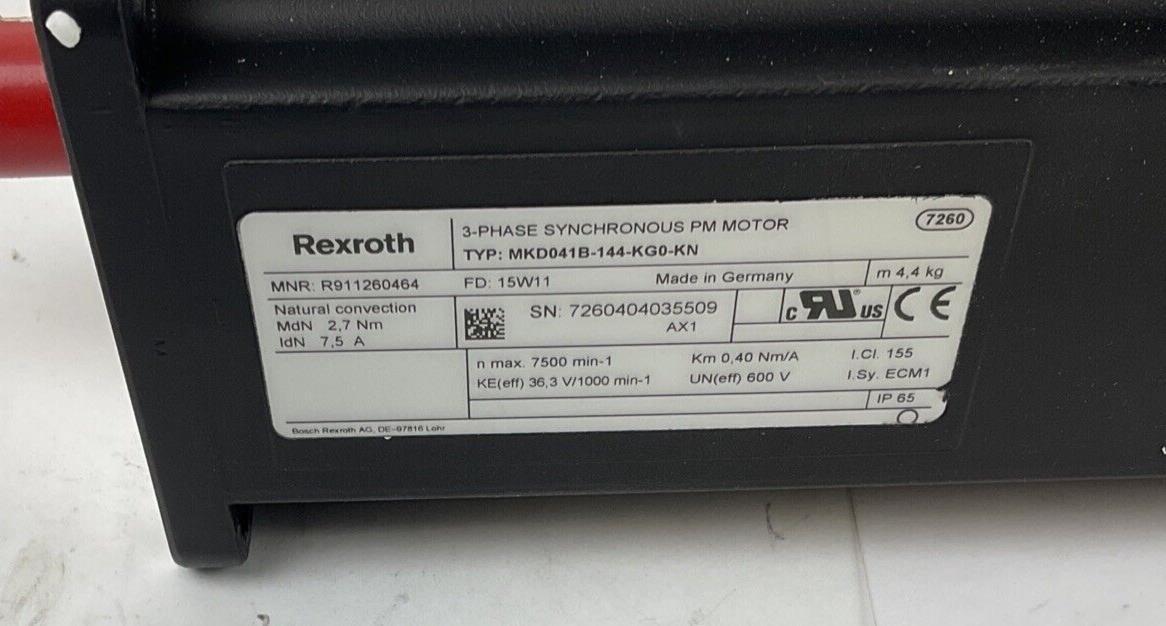 Rexroth
3-PHASE SYNCHRONOUS PM MOTOR
7260
TYP: MKD041B-144-KG0-KN
MNR: R911260464
FD: 15W11
Made in Germany
m 4,4 kg
Natural convection
MdN 2,7 Nm
IdN 7,5 A
SN: 7260404035509
AX1
c RU® US
CE
n max. 7500 min-1
Km 0,40 Nm/A
I.Cl. 155
KE(eff) 36,3 V/1000 min-1
UN(eff) 600 V
I.Sy. ECM1
IP 65
Bosch Rexroth AG, DE-97816 Lohr